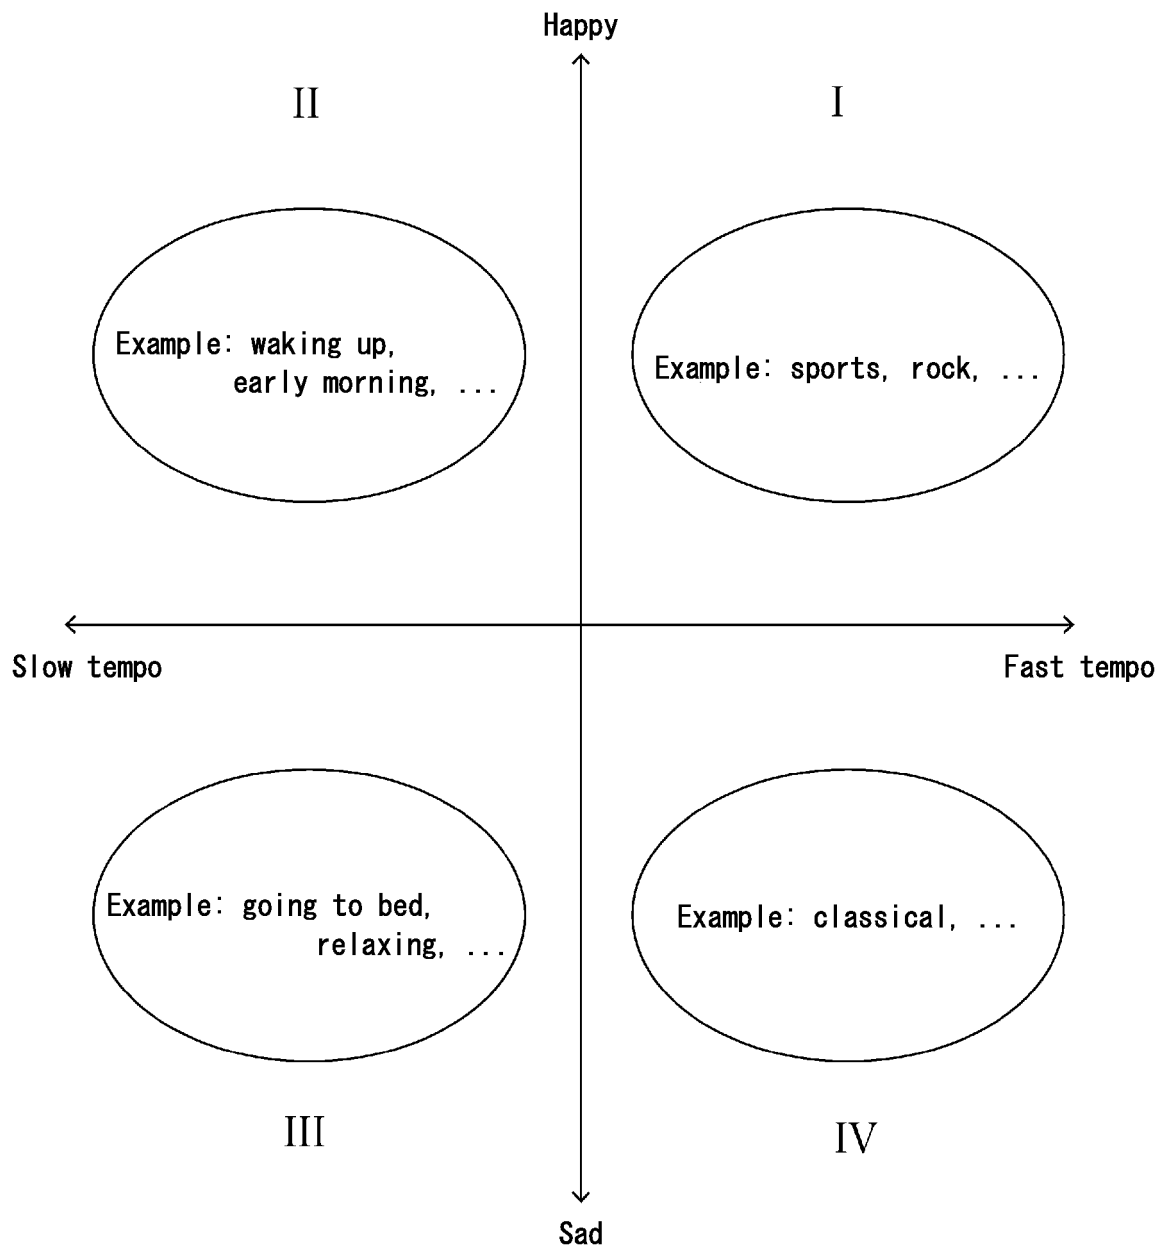 Happy
II
I
Example: waking up,
early morning, ...
Example: sports, rock, ...
Slow tempo
Fast tempo
Example: going to bed,
relaxing, ...
Example: classical, ...
III
IV
Sad